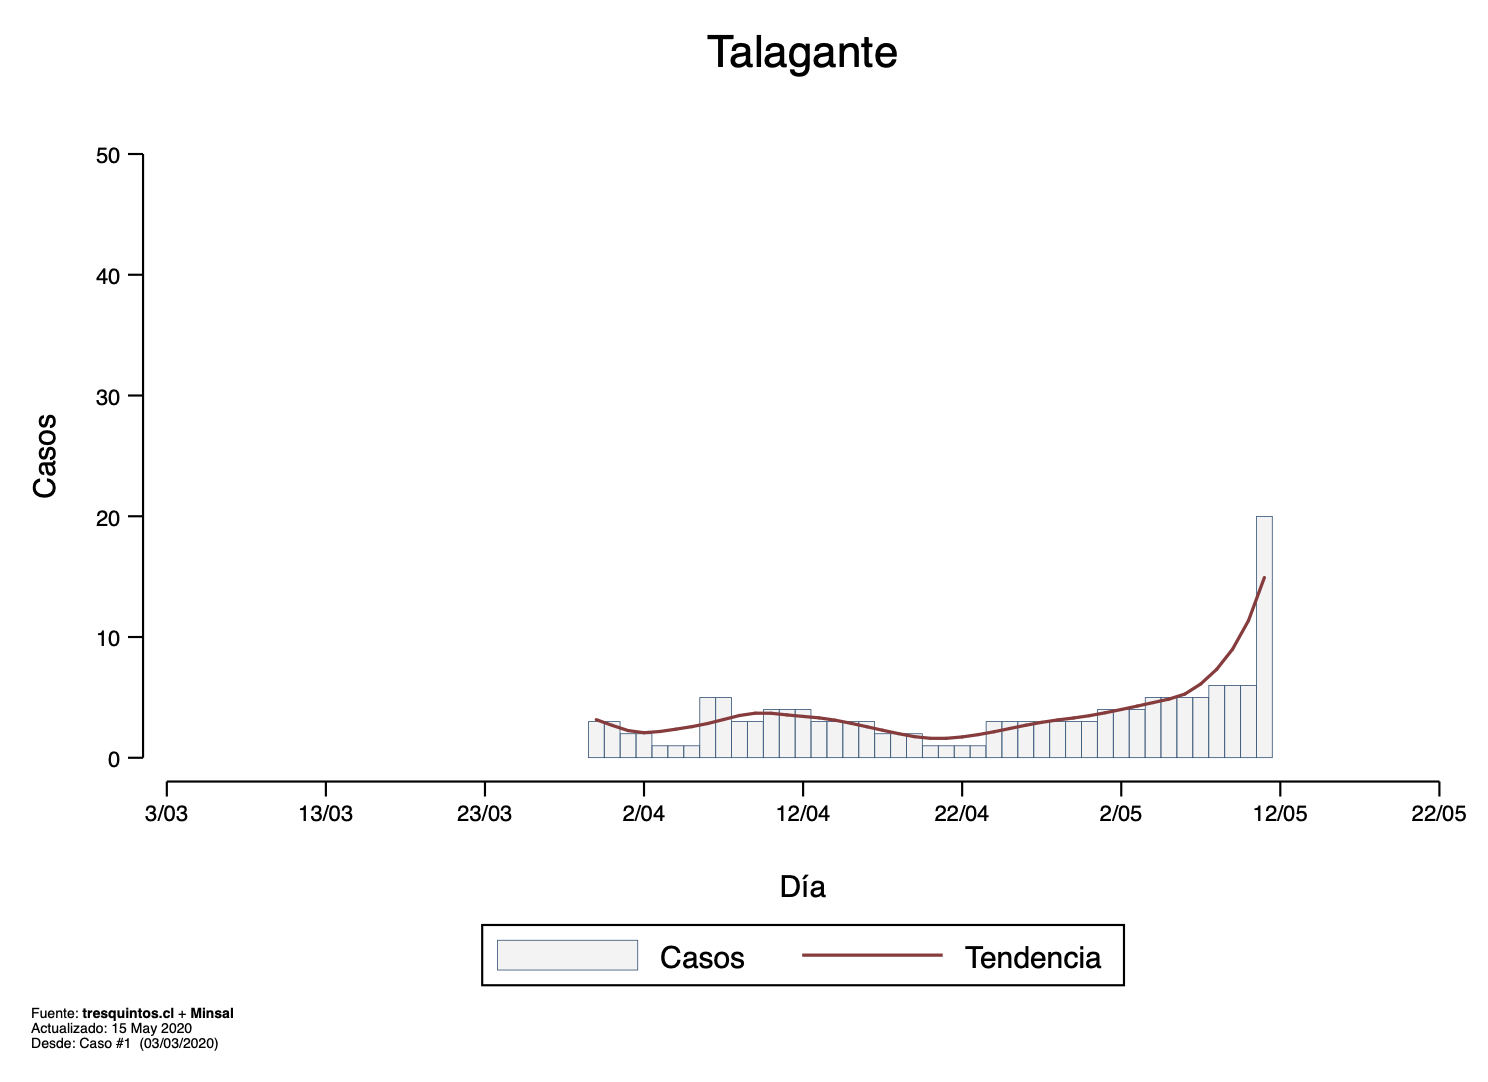 Talagante
50
40
30
20
10
0
Casos
3/03 13/03 23/03 2/04 12/04 22/04 2/05 12/05 22/05
Día
Casos Tendencia
Fuente: tresquintos.cl + Minsal
Actualizado: 15 May 2020
Desde: Caso #1 (03/03/2020)